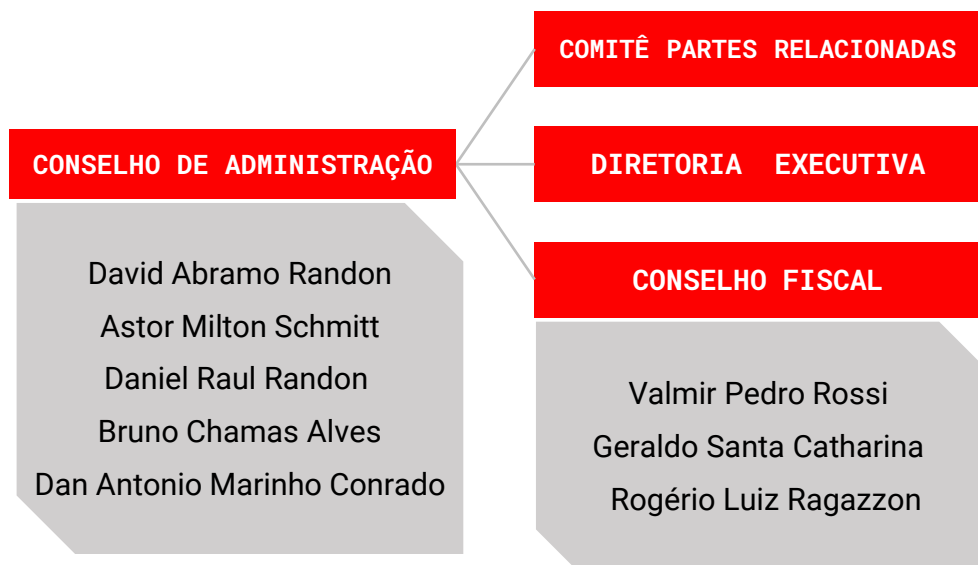 COMITÊ PARTES RELACIONADAS
CONSELHO DE ADMINISTRAÇÃO
DIRETORIA EXECUTIVA
CONSELHO FISCAL
David Abramo Randon
Astor Milton Schmitt
Daniel Raul Randon
Bruno Chamas Alves
Dan Antonio Marinho Conrado
Valmir Pedro Rossi
Geraldo Santa Catharina
Rogério Luiz Ragazzon